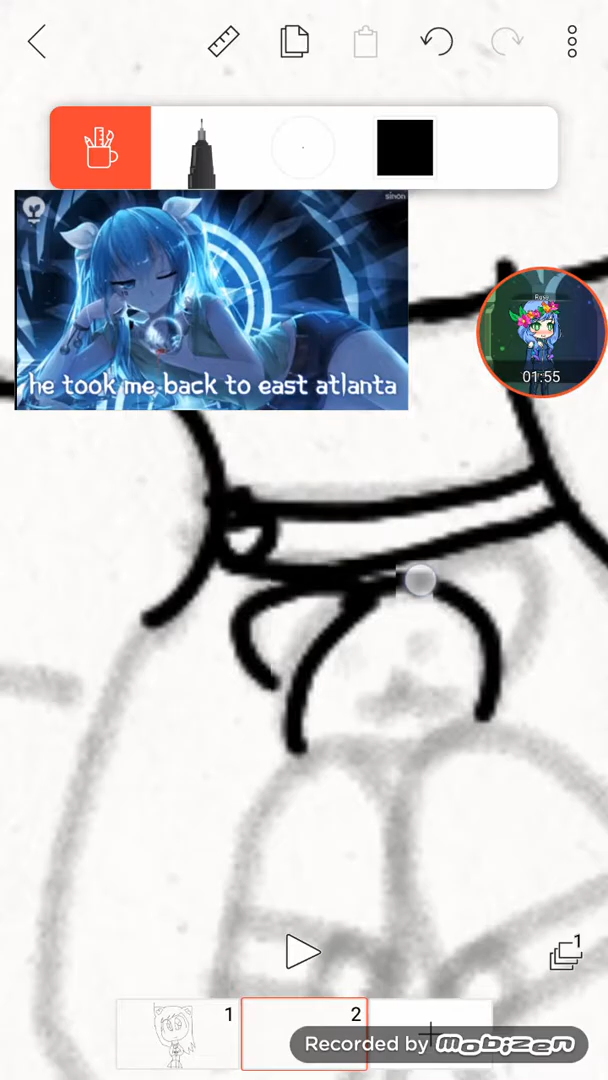 sinon
he took me back to east atlanta
Rose
01:55
1
1
2
Recorded by mobizen